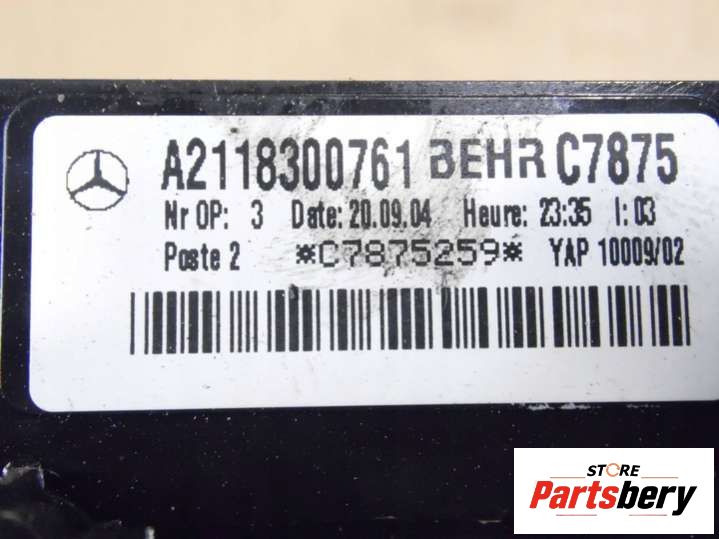 A2118300761 BEHR C7875
Nr OP: 3 Date: 20.09.04 Heure: 23:35 I: 03
Poste 2 *C7875259* YAP 10009/02
STORE
Partsbery